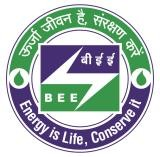 ऊर्जा जीवन है, संरक्षण करें
बी ई ई
BEE
Energy is Life, Conserve it